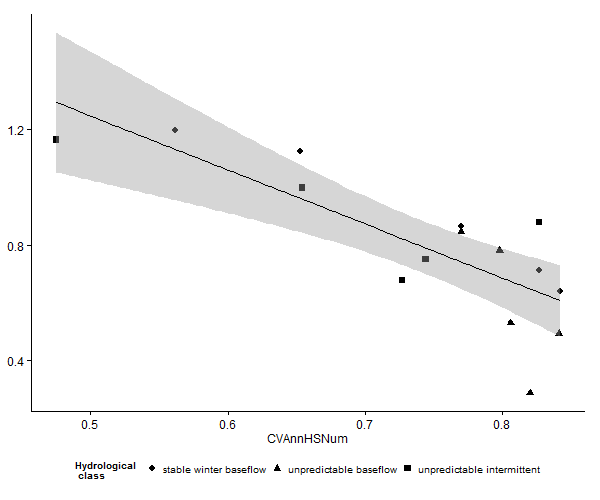 1.2
0.8
0.4
0.5 0.6 0.7 0.8
CVAnnHSNum
Hydrological
class
stable winter baseflow unpredictable baseflow unpredictable intermittent